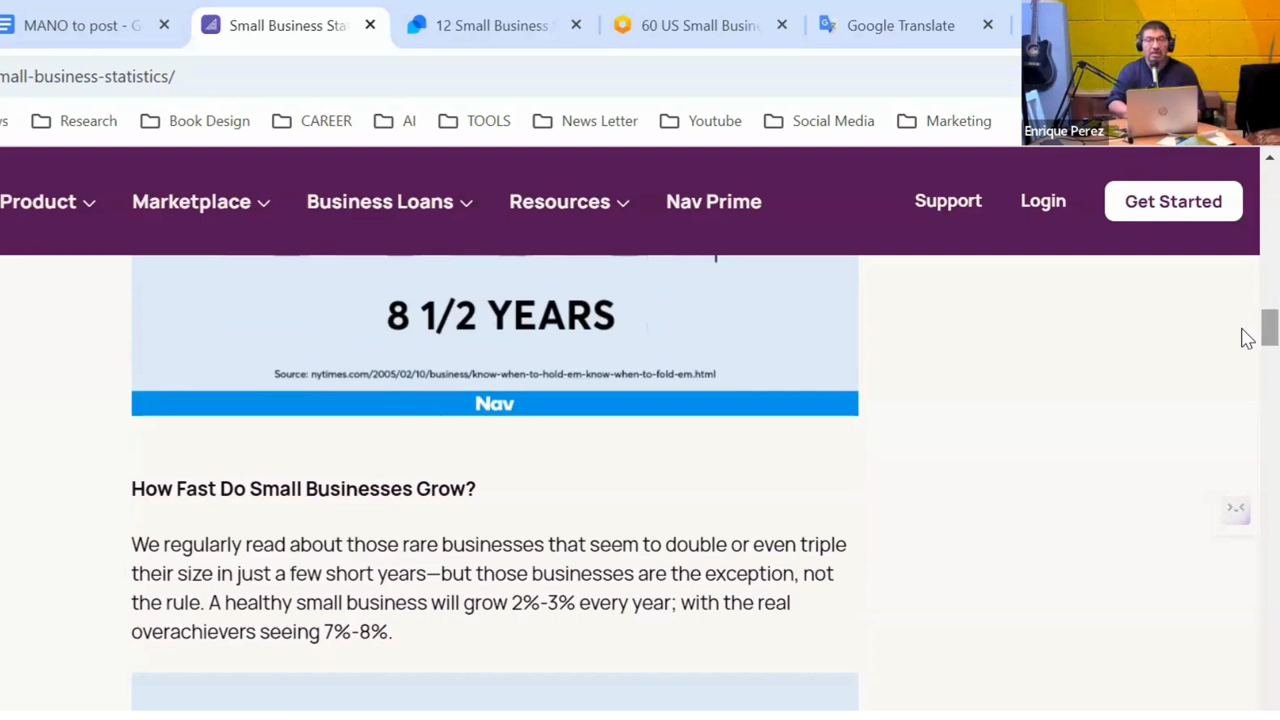 MANO to post - G
Small Business Sta
12 Small Business
60 US Small Busin
Google Translate
mall-business-statistics/
Research
Book Design
CAREER
AI
TOOLS
News Letter
Youtube
Social Media
Marketing
Enrique Perez
Product
Marketplace
Business Loans
Resources
Nav Prime
Support
Login
Get Started
8 1/2 YEARS
Source: nytimes.com/2005/02/10/business/know-when-to-hold-em-know-when-to-fold-em.html
Nav
How Fast Do Small Businesses Grow?
We regularly read about those rare businesses that seem to double or even triple
their size in just a few short years—but those businesses are the exception, not
the rule. A healthy small business will grow 2%-3% every year; with the real
overachievers seeing 7%-8%.